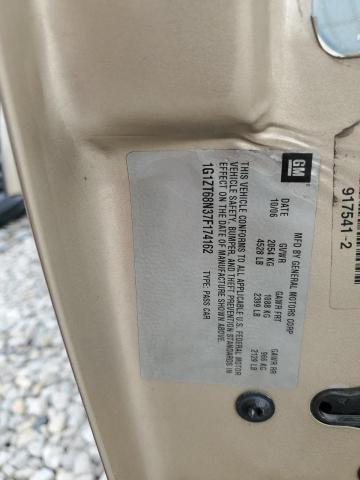 GM
MFD BY GENERAL MOTORS CORP
DATE GVWR GAWR FRT GAWR RR
10/06 2054 KG 1088 KG 966 KG
4528 LB 2399 LB 2129 LB
THIS VEHICLE CONFORMS TO ALL APPLICABLE U.S. FEDERAL MOTOR
VEHICLE SAFETY, BUMPER, AND THEFT PREVENTION STANDARDS IN
EFFECT ON THE DATE OF MANUFACTURE SHOWN ABOVE.
1G1ZT68N37F174162 TYPE: PASS CAR
917541-2